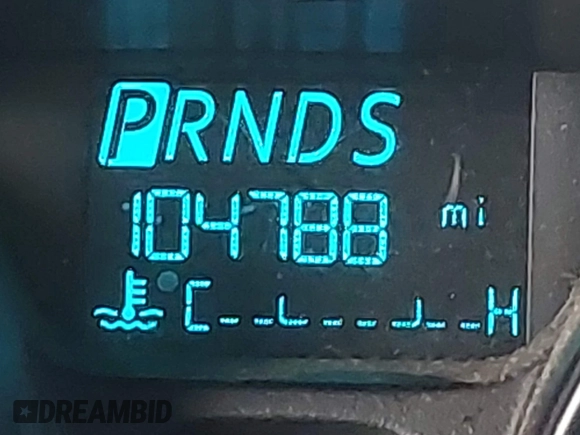 PRNDS
104788 mi
C H
DREAMBID